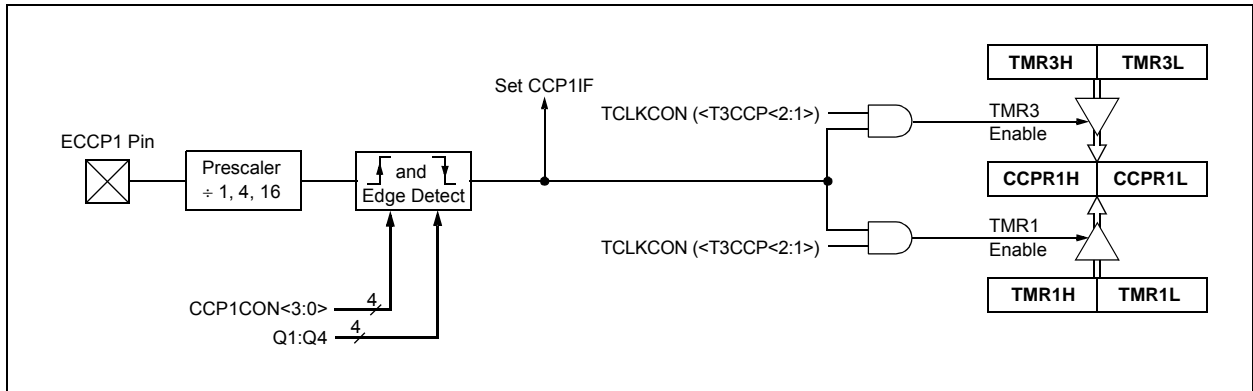 TMR3H TMR3L
Set CCP1IF
TCLKCON (<T3CCP<2:1>)
TMR3
Enable
ECCP1 Pin
Prescaler
÷ 1, 4, 16
and
Edge Detect
CCPR1H CCPR1L
TCLKCON (<T3CCP<2:1>)
TMR1
Enable
CCP1CON<3:0>
4
Q1:Q4
4
TMR1H TMR1L